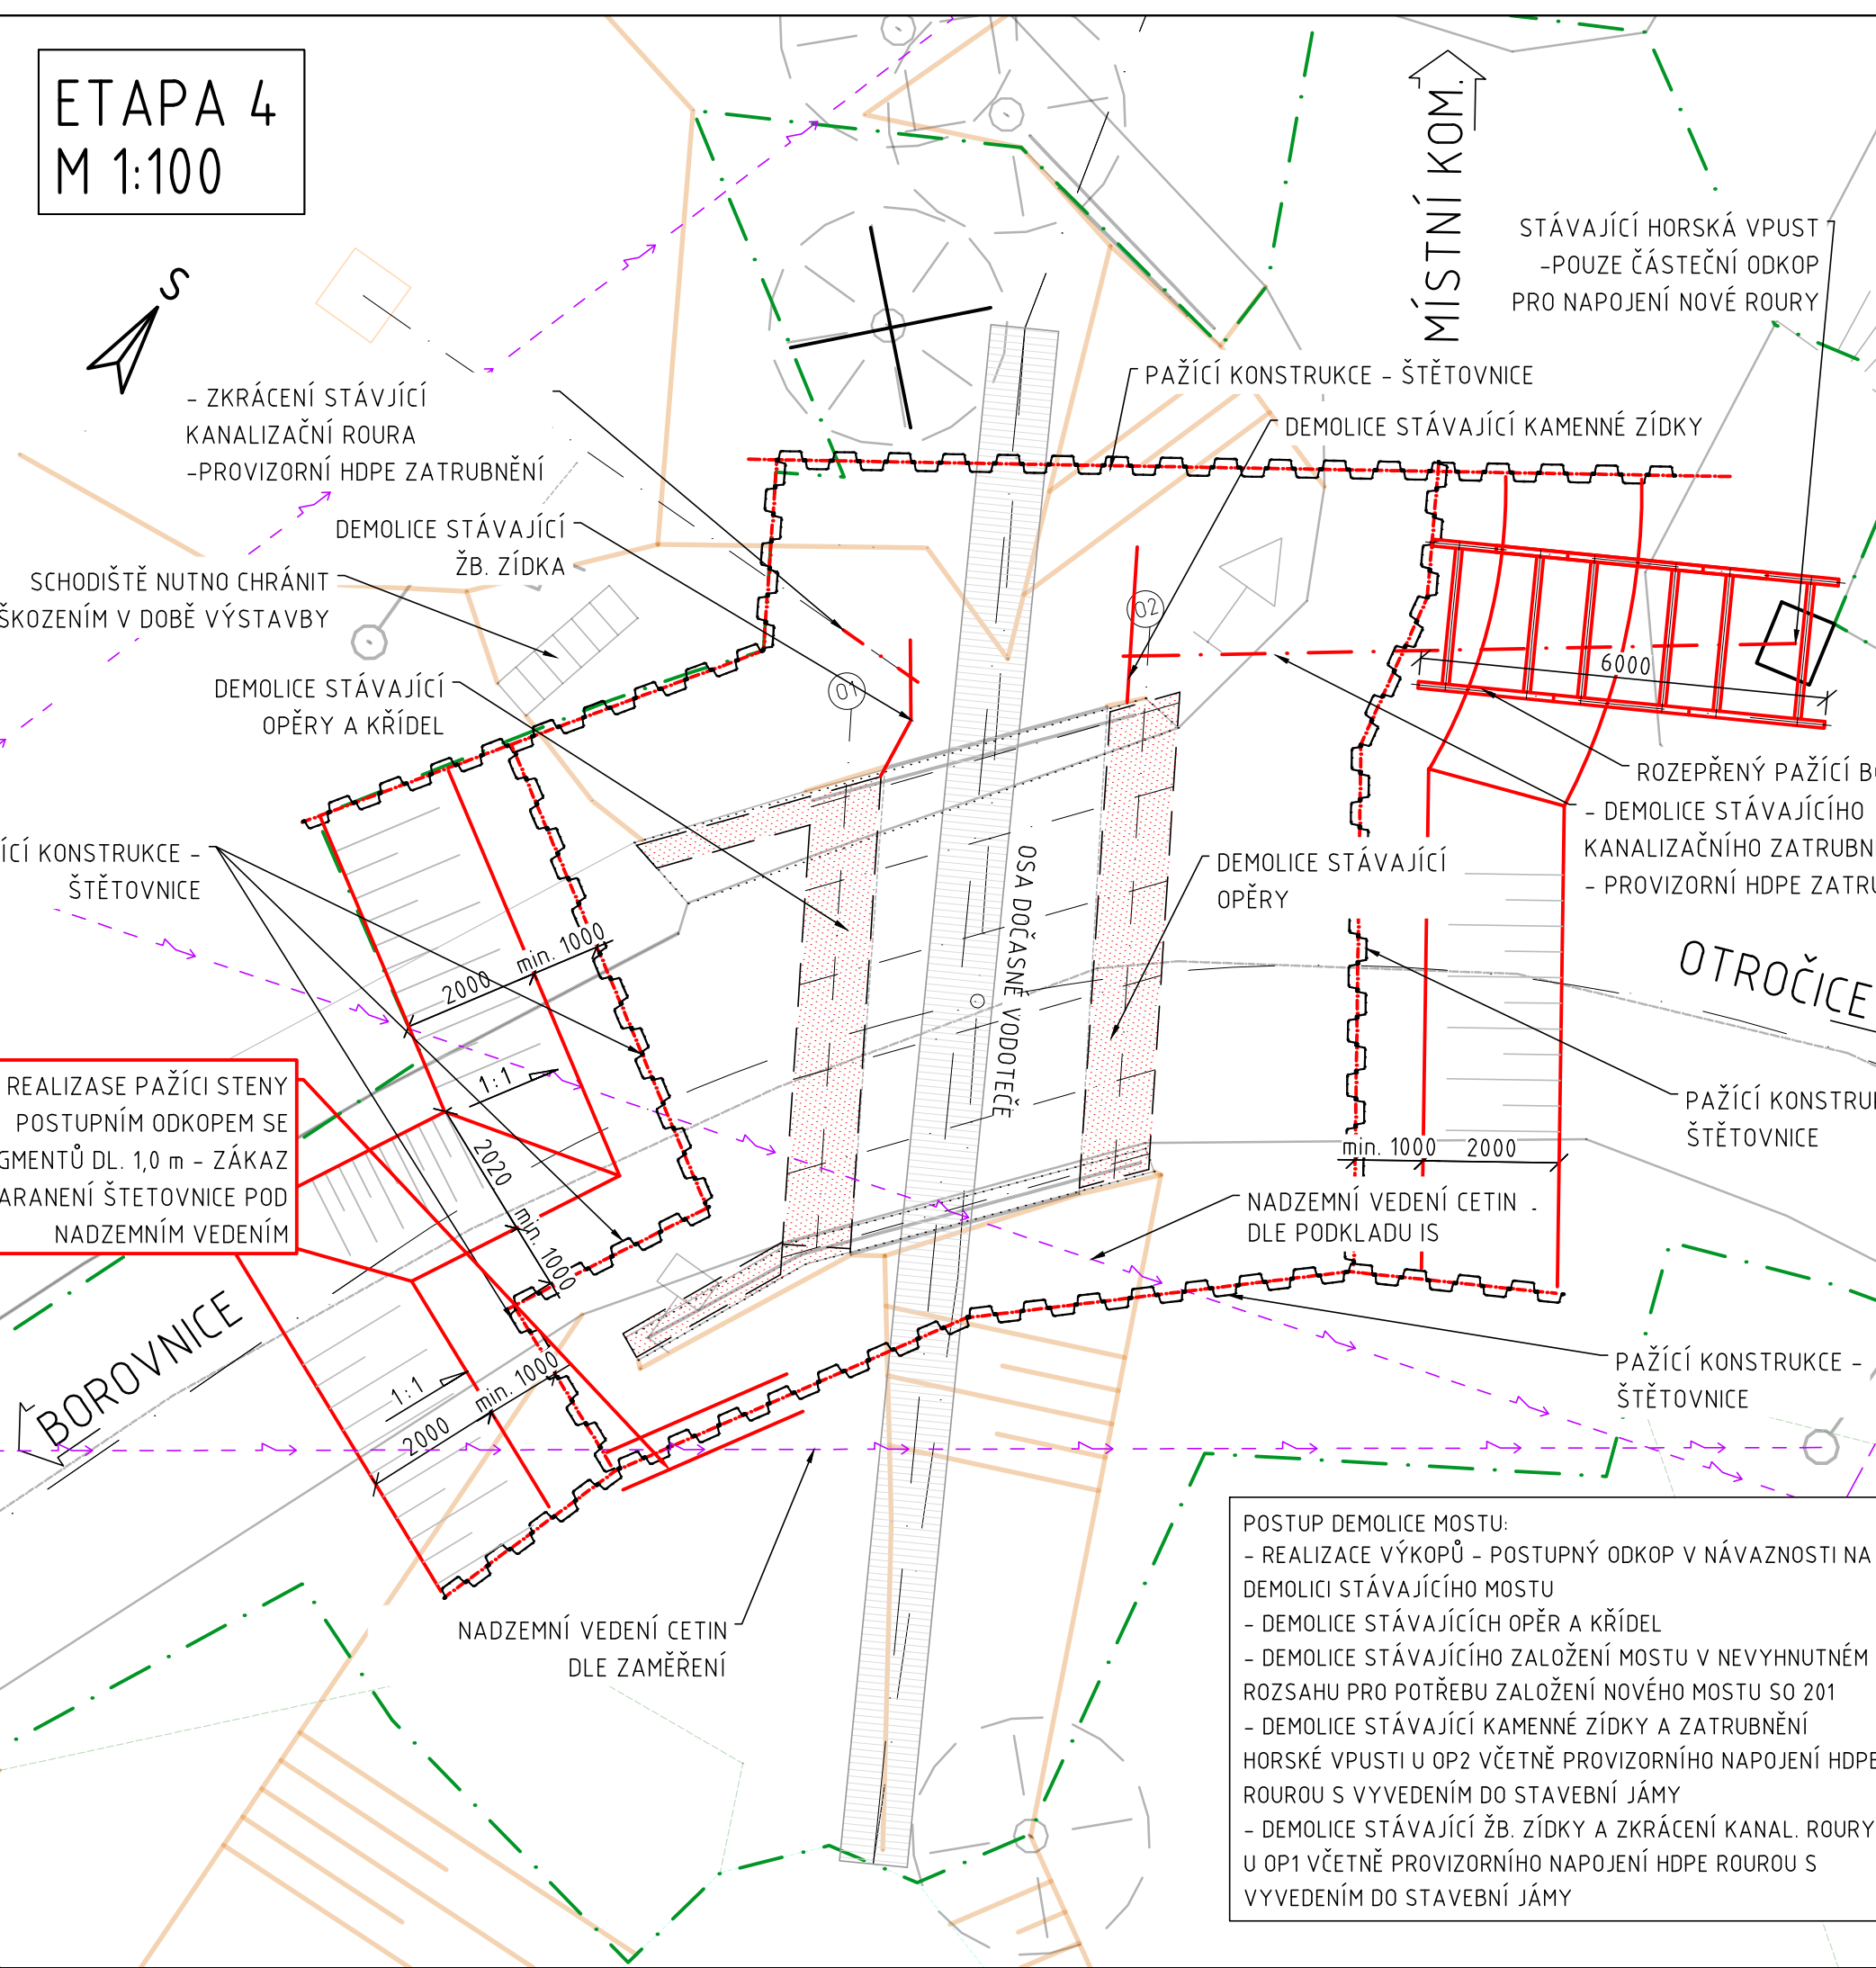 ETAPA 4
M 1:100
S
MÍSTNÍ KOM.
STÁVAJÍCÍ HORSKÁ VPUST
-POUZE ČÁSTEČNÍ ODKOP
PRO NAPOJENÍ NOVÉ ROURY
PAŽÍCÍ KONSTRUKCE - ŠTĚTOVNICE
DEMOLICE STÁVAJÍCÍ KAMENNÉ ZÍDKY
- ZKRÁCENÍ STÁVJÍCÍ
KANALIZAČNÍ ROURA
-PROVIZORNÍ HDPE ZATRUBNĚNÍ
DEMOLICE STÁVAJÍCÍ
ŽB. ZÍDKA
SCHODIŠTĚ NUTNO CHRÁNIT
ŠKOZENÍM V DOBĚ VÝSTAVBY
DEMOLICE STÁVAJÍCÍ
OPĚRY A KŘÍDEL
01
02
6000
ROZEPŘENÝ PAŽÍCÍ B
- DEMOLICE STÁVAJÍCÍHO
KANALIZAČNÍHO ZATRUBN
- PROVIZORNÍ HDPE ZATRU
ÍCÍ KONSTRUKCE -
ŠTĚTOVNICE
DEMOLICE STÁVAJÍCÍ
OPĚRY
OSA DOČASNÉ VODOTEČE
OTROČICE
2000
min. 1000
1:1
2020
min. 1000
REALIZASE PAŽÍCI STENY
POSTUPNÍM ODKOPEM SE
GMENTŮ DL. 1,0 m - ZÁKAZ
ARANENÍ ŠTETOVNICE POD
NADZEMNÍM VEDENÍM
PAŽÍCÍ KONSTRU
ŠTĚTOVNICE
min. 1000
2000
NADZEMNÍ VEDENÍ CETIN -
DLE PODKLADU IS
BOROVNICE
1:1
2000
min. 1000
PAŽÍCÍ KONSTRUKCE -
ŠTĚTOVNICE
NADZEMNÍ VEDENÍ CETIN
DLE ZAMĚŘENÍ
POSTUP DEMOLICE MOSTU:
- REALIZACE VÝKOPŮ - POSTUPNÝ ODKOP V NÁVAZNOSTI NA
DEMOLICI STÁVAJÍCÍHO MOSTU
- DEMOLICE STÁVAJÍCÍCH OPĚR A KŘÍDEL
- DEMOLICE STÁVAJÍCÍHO ZALOŽENÍ MOSTU V NEVYHNUTNÉM
ROZSAHU PRO POTŘEBU ZALOŽENÍ NOVÉHO MOSTU SO 201
- DEMOLICE STÁVAJÍCÍ KAMENNÉ ZÍDKY A ZATRUBNĚNÍ
HORSKÉ VPUSTI U OP2 VČETNĚ PROVIZORNÍHO NAPOJENÍ HDPE
ROUROU S VYVEDENÍM DO STAVEBNÍ JÁMY
- DEMOLICE STÁVAJÍCÍ ŽB. ZÍDKY A ZKRÁCENÍ KANAL. ROURY
U OP1 VČETNĚ PROVIZORNÍHO NAPOJENÍ HDPE ROUROU S
VYVEDENÍM DO STAVEBNÍ JÁMY